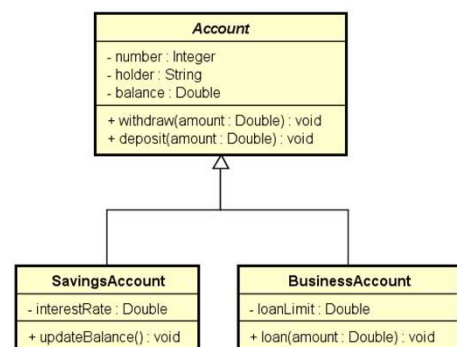 Account
- number : Integer
- holder : String
- balance : Double
+ withdraw(amount : Double) : void
+ deposit(amount : Double) : void
SavingsAccount
- interestRate : Double
+ updateBalance() : void
BusinessAccount
- loanLimit : Double
+ loan(amount : Double) : void